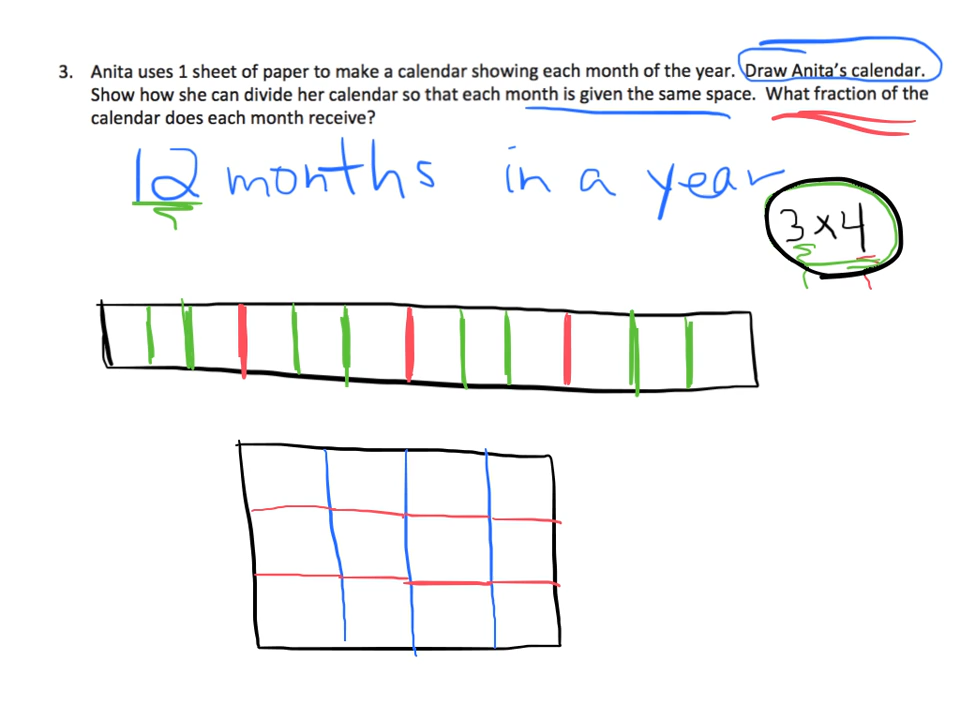 3. Anita uses 1 sheet of paper to make a calendar showing each month of the year. Draw Anita's calendar.
Show how she can divide her calendar so that each month is given the same space. What fraction of the
calendar does each month receive?
12 months in a year
3 x 4